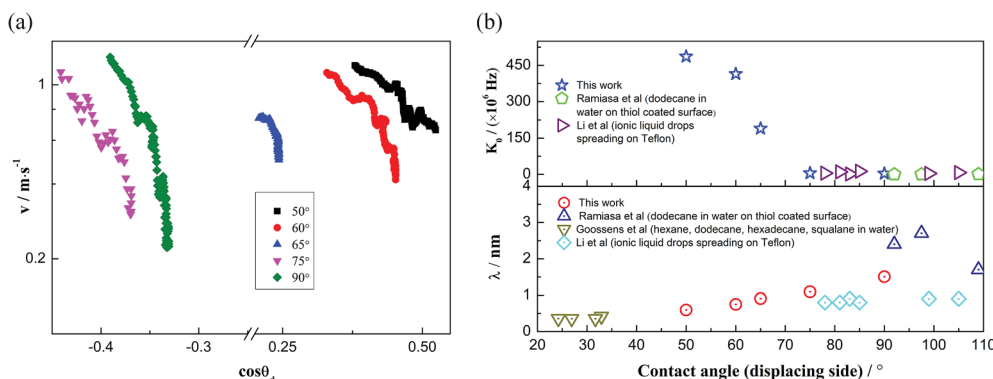 (a)
v / m·s⁻¹
1
0.2
50°
60°
65°
75°
90°
-0.4
-0.3
0.25
0.50
cosθd
(b)
K₀ / (×10⁶ Hz)
450
300
150
0
This work
Ramiasa et al (dodecane in
water on thiol coated surface)
Li et al (ionic liquid drops
spreading on Teflon)
λ / nm
4
3
2
1
0
This work
Ramiasa et al (dodecane in water on thiol coated surface)
Goossens et al (hexane, dodecane, hexadecane, squalane in water)
Li et al (ionic liquid drops spreading on Teflon)
20 30 40 50 60 70 80 90 100 110
Contact angle (displacing side) / °